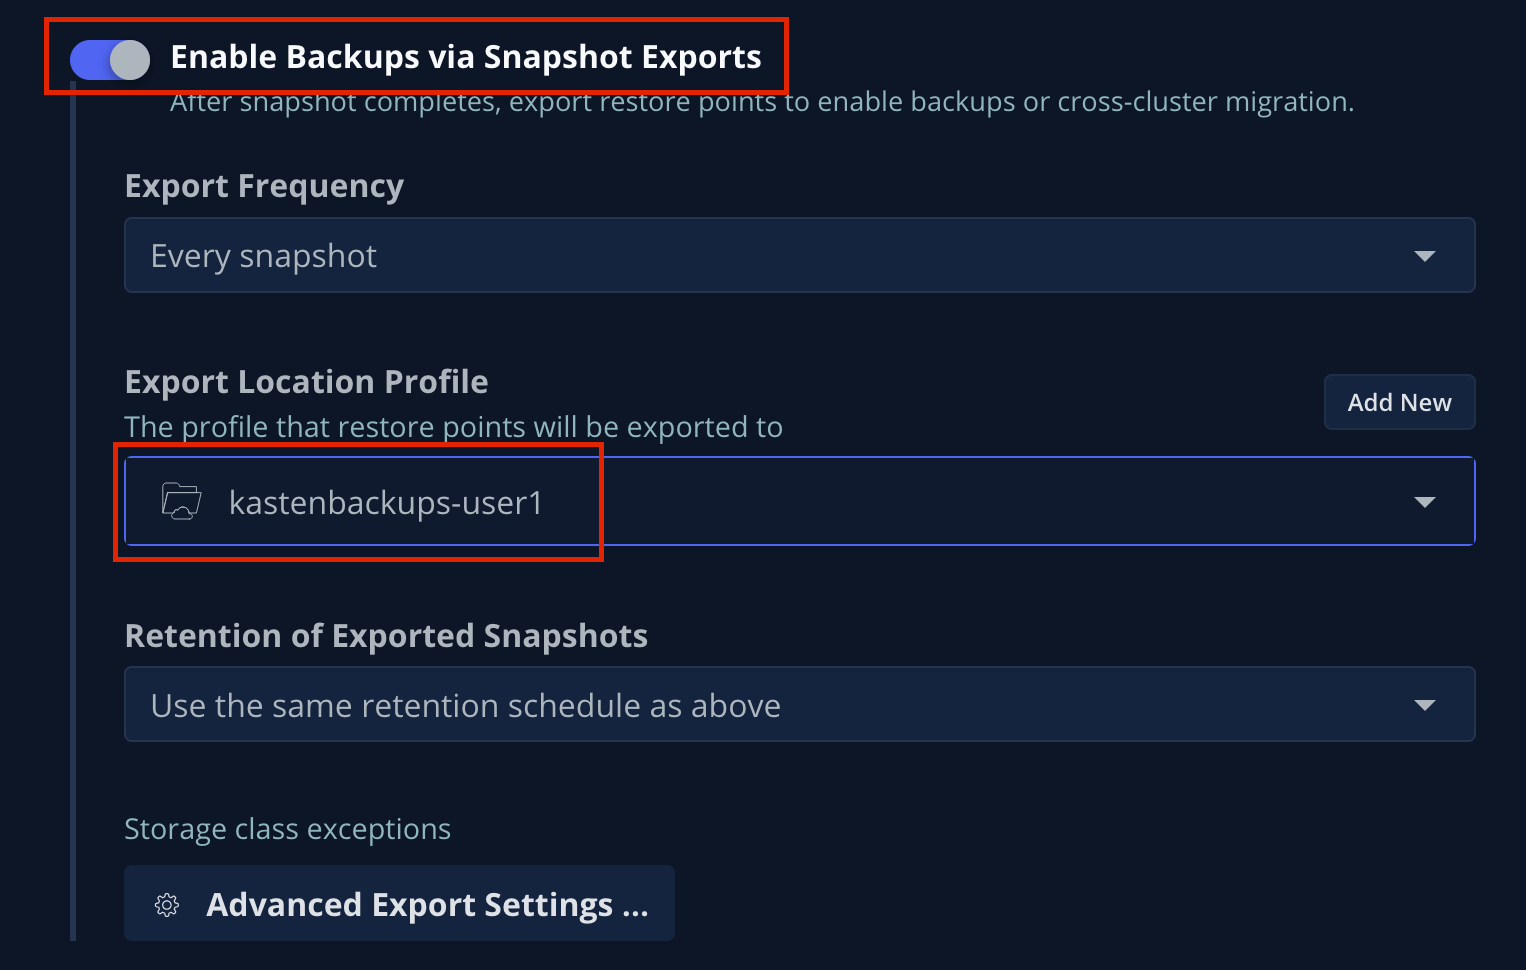 Enable Backups via Snapshot Exports
After snapshot completes, export restore points to enable backups or cross-cluster migration.
Export Frequency
Every snapshot
Export Location Profile
Add New
The profile that restore points will be exported to
kastenbackups-user1
Retention of Exported Snapshots
Use the same retention schedule as above
Storage class exceptions
Advanced Export Settings ...